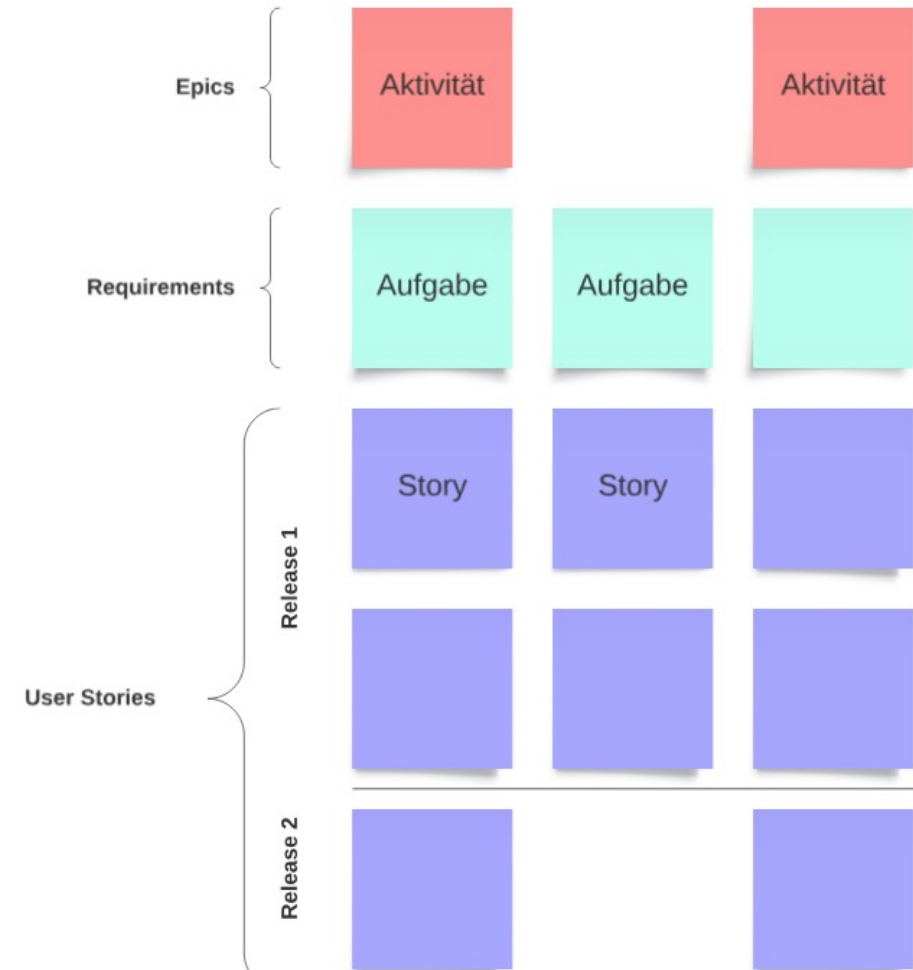 Epics
Aktivität
Aktivität
Requirements
Aufgabe
Aufgabe
Release 1
Story
Story
User Stories
Release 2